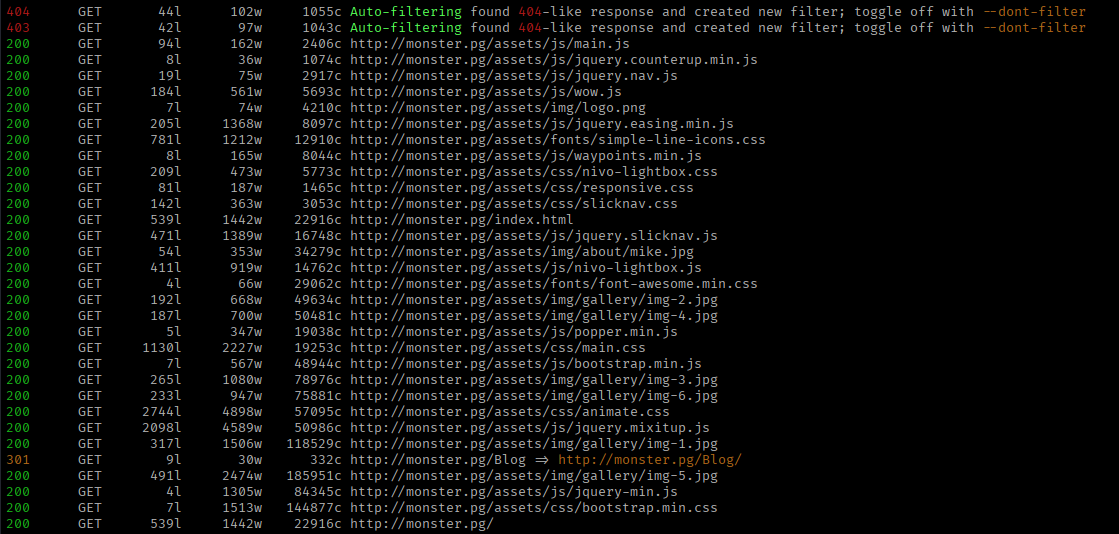 404 GET 44l 102w 1055c Auto-filtering found 404-like response and created new filter; toggle off with --dont-filter
403 GET 42l 97w 1043c Auto-filtering found 404-like response and created new filter; toggle off with --dont-filter
200 GET 94l 162w 2406c http://monster.pg/assets/js/main.js
200 GET 8l 36w 1074c http://monster.pg/assets/js/jquery.counterup.min.js
200 GET 19l 75w 2917c http://monster.pg/assets/js/jquery.nav.js
200 GET 184l 561w 5693c http://monster.pg/assets/js/wow.js
200 GET 7l 74w 4210c http://monster.pg/assets/img/logo.png
200 GET 205l 1368w 8097c http://monster.pg/assets/js/jquery.easing.min.js
200 GET 781l 1212w 12910c http://monster.pg/assets/fonts/simple-line-icons.css
200 GET 8l 165w 8044c http://monster.pg/assets/js/waypoints.min.js
200 GET 209l 473w 5773c http://monster.pg/assets/css/nivo-lightbox.css
200 GET 81l 187w 1465c http://monster.pg/assets/css/responsive.css
200 GET 142l 363w 3053c http://monster.pg/assets/css/slicknav.css
200 GET 539l 1442w 22916c http://monster.pg/index.html
200 GET 471l 1389w 16748c http://monster.pg/assets/js/jquery.slicknav.js
200 GET 54l 353w 34279c http://monster.pg/assets/img/about/mike.jpg
200 GET 411l 919w 14762c http://monster.pg/assets/js/nivo-lightbox.js
200 GET 4l 66w 29062c http://monster.pg/assets/fonts/font-awesome.min.css
200 GET 192l 668w 49634c http://monster.pg/assets/img/gallery/img-2.jpg
200 GET 187l 700w 50481c http://monster.pg/assets/img/gallery/img-4.jpg
200 GET 5l 347w 19038c http://monster.pg/assets/js/popper.min.js
200 GET 1130l 2227w 19253c http://monster.pg/assets/css/main.css
200 GET 7l 567w 48944c http://monster.pg/assets/js/bootstrap.min.js
200 GET 265l 1080w 78976c http://monster.pg/assets/img/gallery/img-3.jpg
200 GET 233l 947w 75881c http://monster.pg/assets/img/gallery/img-6.jpg
200 GET 2744l 4898w 57095c http://monster.pg/assets/css/animate.css
200 GET 2098l 4589w 50986c http://monster.pg/assets/js/jquery.mixitup.js
200 GET 317l 1506w 118529c http://monster.pg/assets/img/gallery/img-1.jpg
301 GET 9l 30w 332c http://monster.pg/Blog => http://monster.pg/Blog/
200 GET 491l 2474w 185951c http://monster.pg/assets/img/gallery/img-5.jpg
200 GET 4l 1305w 84345c http://monster.pg/assets/js/jquery-min.js
200 GET 7l 1513w 144877c http://monster.pg/assets/css/bootstrap.min.css
200 GET 539l 1442w 22916c http://monster.pg/